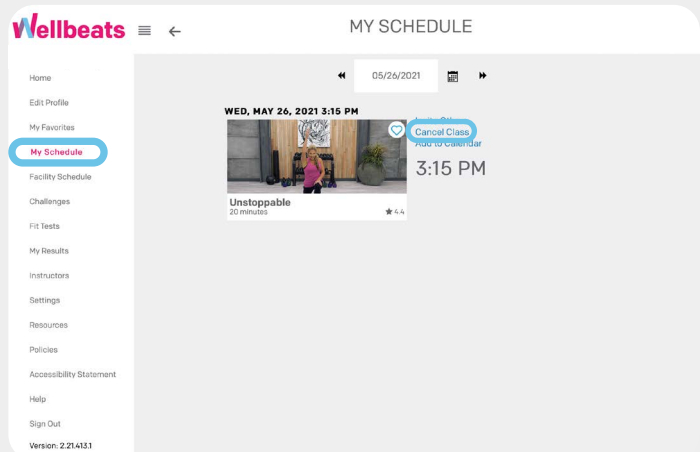 Wellbeats
MY SCHEDULE
05/26/2021
Home
Edit Profile
My Favorites
My Schedule
Facility Schedule
Challenges
Fit Tests
My Results
Instructors
Settings
Resources
Policies
Accessibility Statement
Help
Sign Out
Version: 2.21.413.1
WED, MAY 26, 2021 3:15 PM
Cancel Class
Add to Calendar
3:15 PM
Unstoppable
20 minutes
4.4